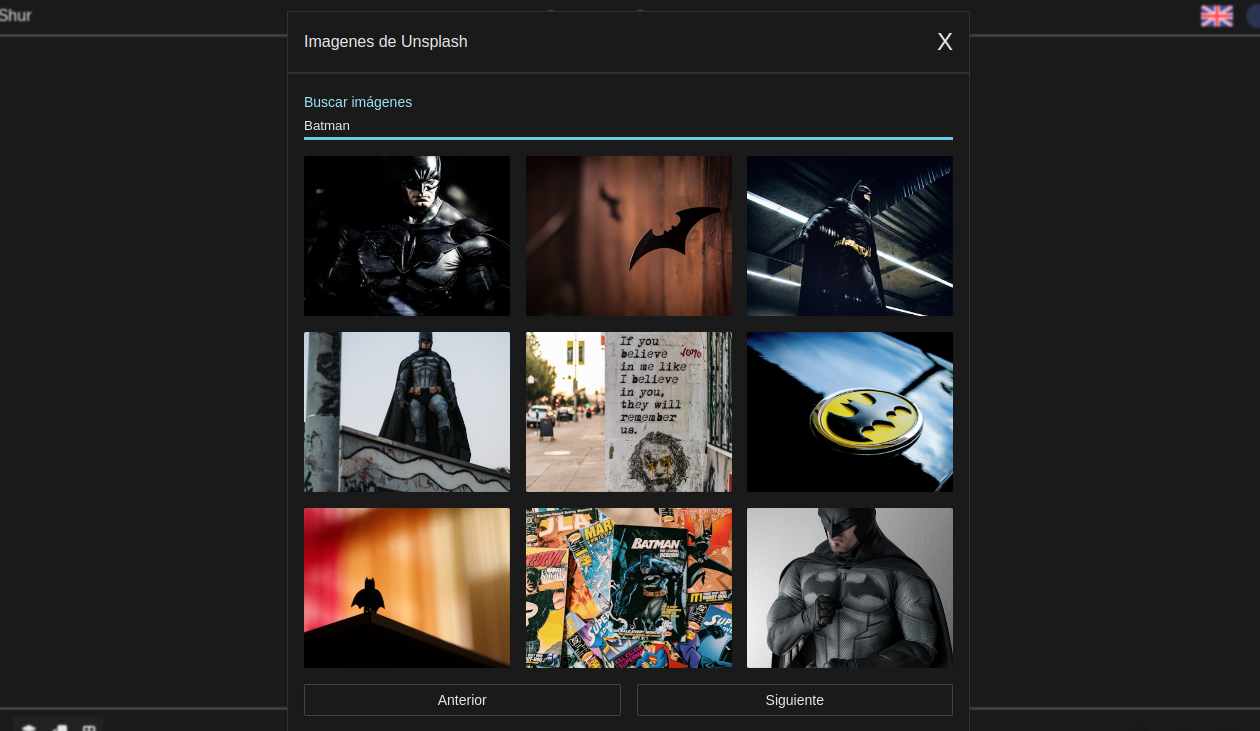 Shur
Imagenes de Unsplash
X
Buscar imágenes
Batman
If you
believe
in me like
I believe
in you,
they will
remember
us.
JLA
BATMAN
Anterior
Siguiente